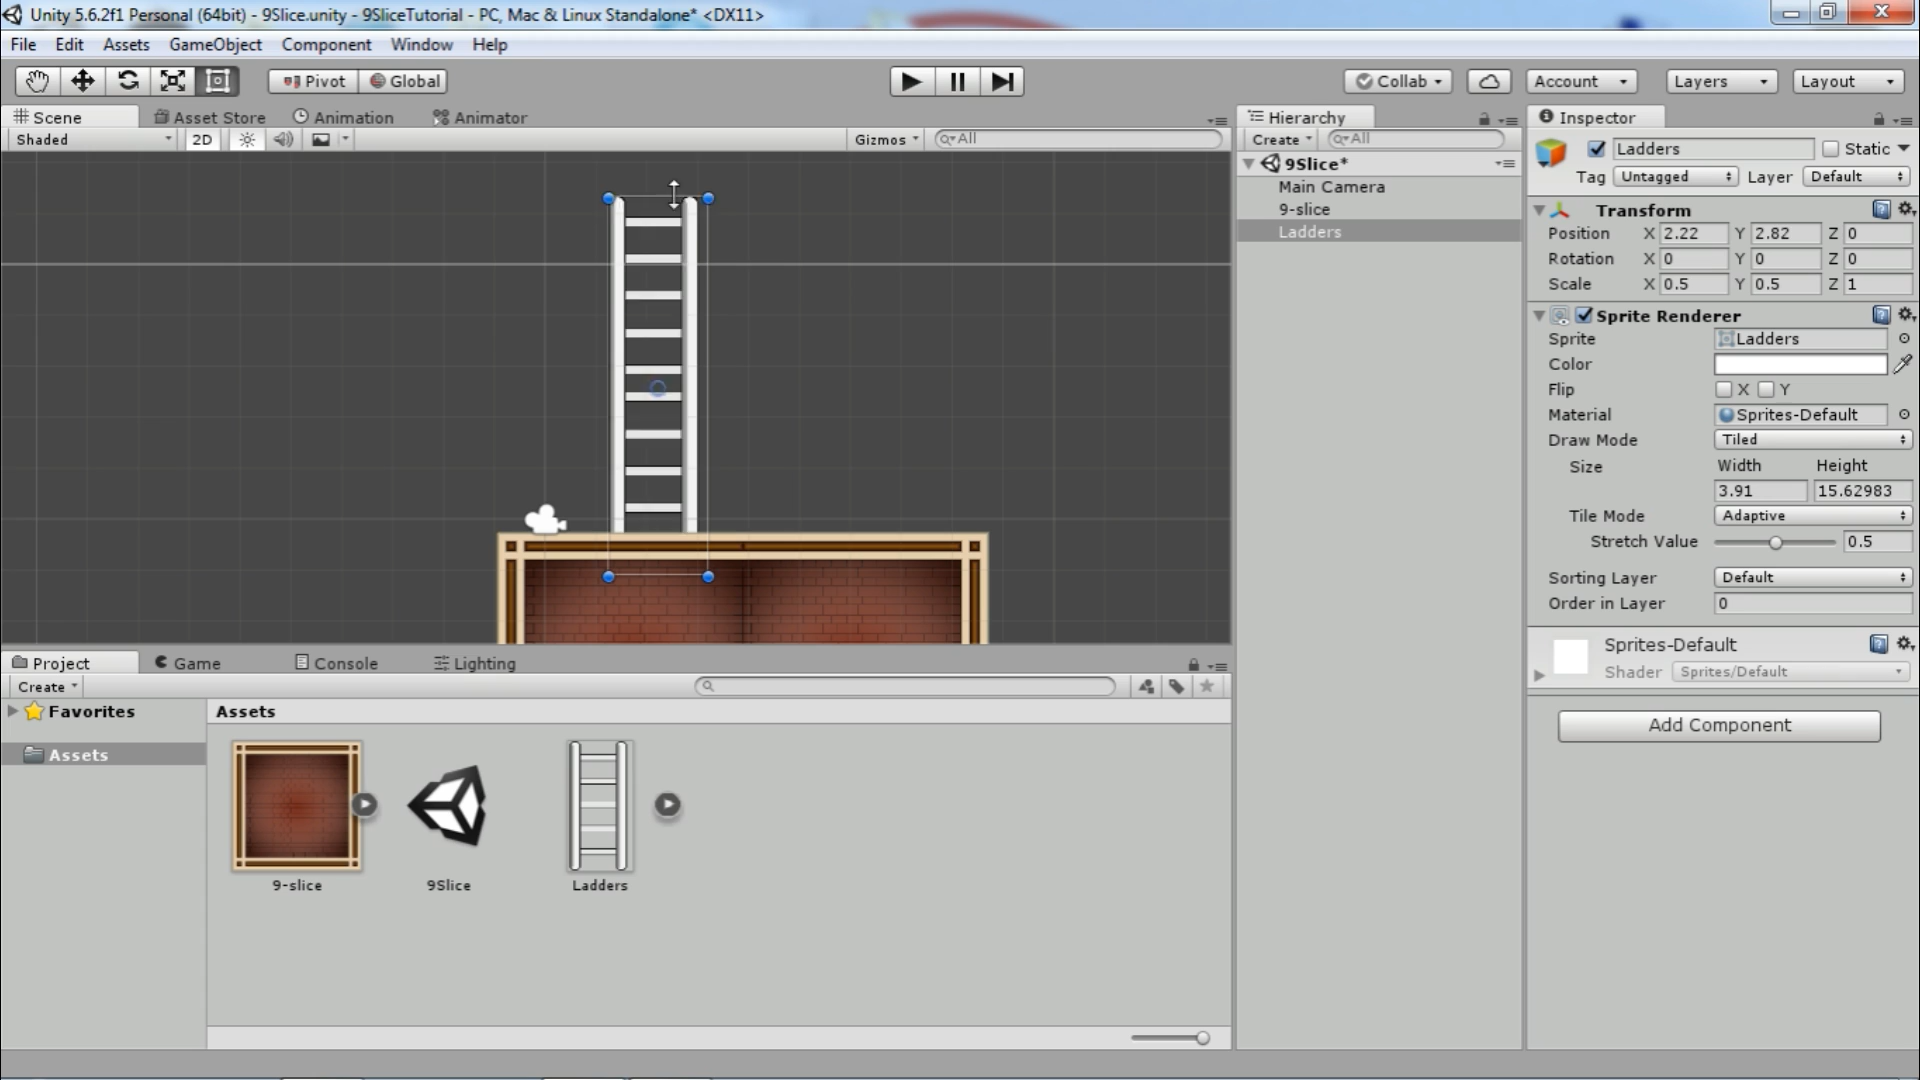 Unity 5.6.2f1 Personal (64bit) - 9Slice.unity - 9SliceTutorial - PC, Mac & Linux Standalone* <DX11>
File Edit Assets GameObject Component Window Help
Pivot Global Collab Account Layers Layout
Scene Asset Store Animation Animator
Shaded 2D Gizmos All
Hierarchy
Create All
9Slice*
Main Camera
9-slice
Ladders
Inspector
Ladders Static
Tag Untagged Layer Default
Transform
Position X 2.22 Y 2.82 Z 0
Rotation X 0 Y 0 Z 0
Scale X 0.5 Y 0.5 Z 1
Sprite Renderer
Sprite Ladders
Color
Flip X Y
Material Sprites-Default
Draw Mode Tiled
Size Width Height
3.91 15.62983
Tile Mode Adaptive
Stretch Value 0.5
Sorting Layer Default
Order in Layer 0
Sprites-Default
Shader Sprites/Default
Add Component
Project Game Console Lighting
Create
Favorites
Assets
Assets
9-slice 9Slice Ladders